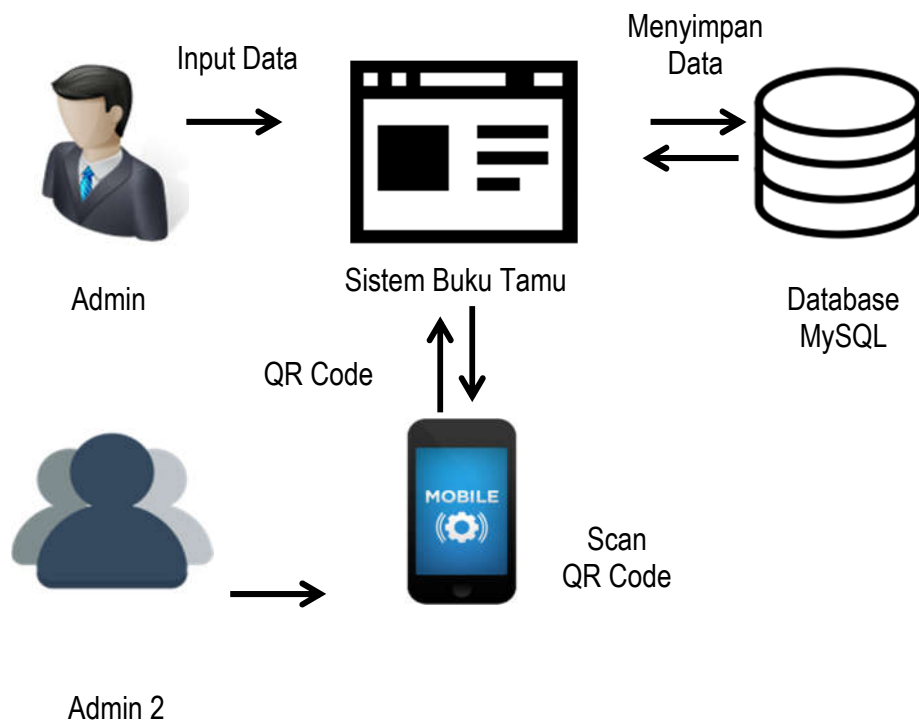 Input Data
Menyimpan
Data
Admin
Sistem Buku Tamu
Database
MySQL
QR Code
MOBILE
Scan
QR Code
Admin 2